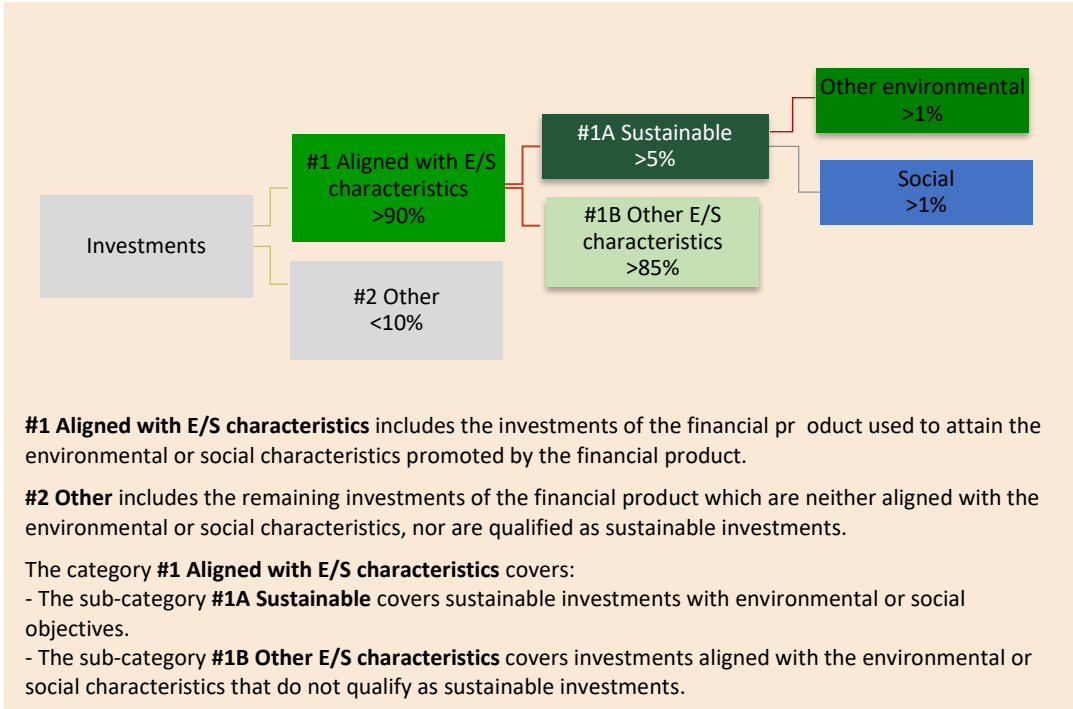 Investments
#1 Aligned with E/S
characteristics
>90%
#2 Other
<10%
#1A Sustainable
>5%
#1B Other E/S
characteristics
>85%
Other environmental
>1%
Social
>1%
#1 Aligned with E/S characteristics includes the investments of the financial pr oduct used to attain the
environmental or social characteristics promoted by the financial product.
#2 Other includes the remaining investments of the financial product which are neither aligned with the
environmental or social characteristics, nor are qualified as sustainable investments.
The category #1 Aligned with E/S characteristics covers:
- The sub-category #1A Sustainable covers sustainable investments with environmental or social
objectives.
- The sub-category #1B Other E/S characteristics covers investments aligned with the environmental or
social characteristics that do not qualify as sustainable investments.